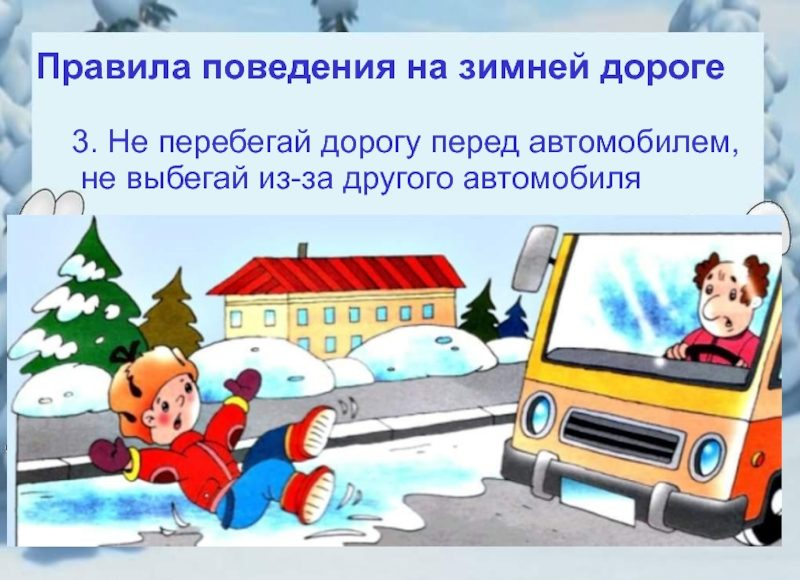 Правила поведения на зимней дороге
3. Не перебегай дорогу перед автомобилем,
не выбегай из-за другого автомобиля